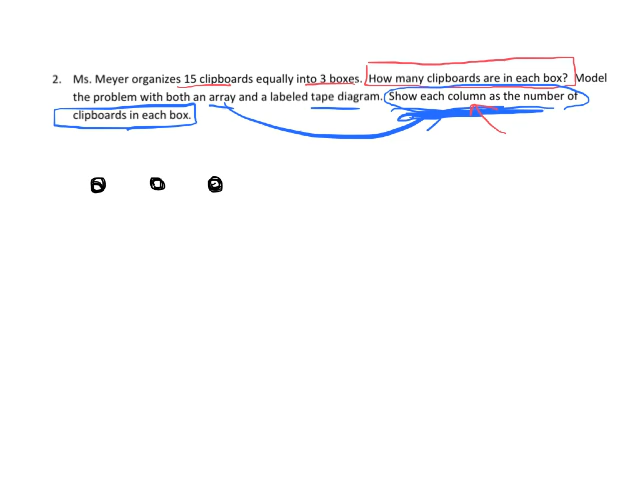 2. Ms. Meyer organizes 15 clipboards equally into 3 boxes. How many clipboards are in each box? Model
the problem with both an array and a labeled tape diagram. Show each column as the number of
clipboards in each box.